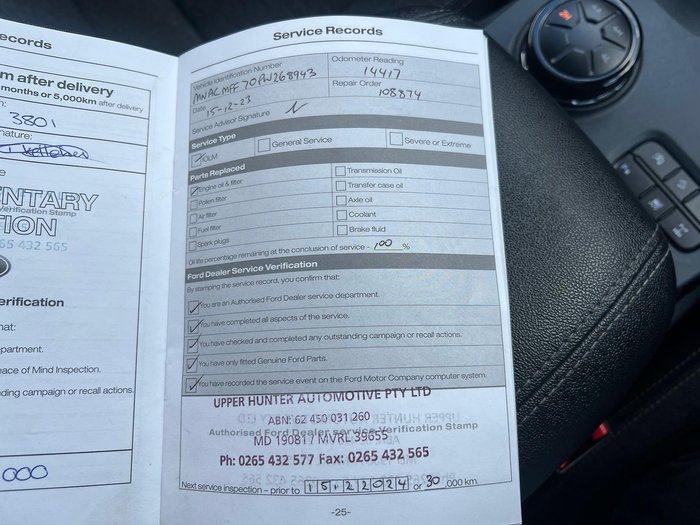 ecords
m after delivery
months or 5,000km after delivery
3801
nature:
NTARY
Verification Stamp
ION
265 432 565
erification
hat:
partment.
eace of Mind Inspection.
ding campaign or recall actions.
000
Service Records
Vehicle Identification Number
Odometer Reading
MNACMFF70PW268943
14417
Date 15-12-23
Repair Order
108874
Service Advisor Signature
Service Type
OLM
General Service
Severe or Extreme
Parts Replaced
Engine oil & filter
Transmission Oil
Pollen filter
Transfer case oil
Air filter
Axle oil
Fuel filter
Coolant
Spark plugs
Brake fluid
Oil life percentage remaining at the conclusion of service - 100 %
Ford Dealer Service Verification
By stamping the service record, you confirm that:
You are an Authorised Ford Dealer service department.
You have completed all aspects of the service.
You have checked and completed any outstanding campaign or recall actions.
You have only fitted Genuine Ford Parts.
You have recorded the service event on the Ford Motor Company computer system.
UPPER HUNTER AUTOMOTIVE PTY LTD
ABN: 62 450 031 260
Authorised Ford Dealer service Verification Stamp
MD 190817 MVRL 39655
Ph: 0265 432 577 Fax: 0265 432 565
Next service inspection – prior to 15.22024 or 30 ,000 km.
-25-